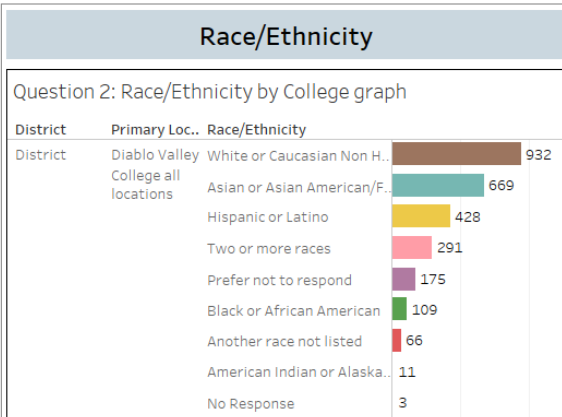 Race/Ethnicity
Question 2: Race/Ethnicity by College graph
District Primary Loc.. Race/Ethnicity
District Diablo Valley College all locations White or Caucasian Non H.. 932
Asian or Asian American/F.. 669
Hispanic or Latino 428
Two or more races 291
Prefer not to respond 175
Black or African American 109
Another race not listed 66
American Indian or Alaska.. 11
No Response 3